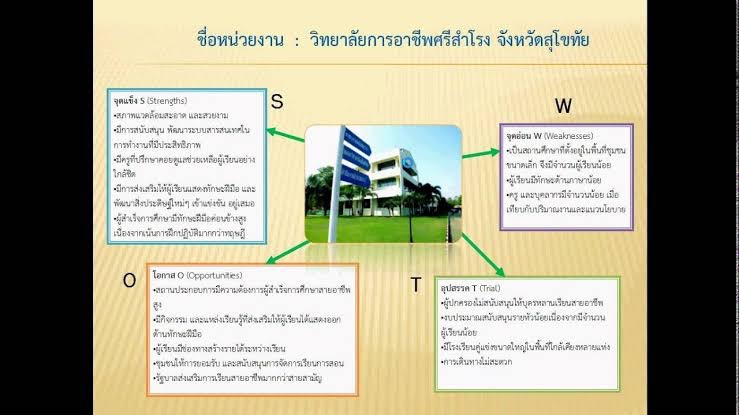 ชื่อหน่วยงาน : วิทยาลัยการอาชีพศรีสำโรง จังหวัดสุโขทัย
S
จุดแข็ง S (Strengths)
•สภาพแวดล้อมสะอาด และสวยงาม
•มีการสนับสนุน พัฒนาระบบสารสนเทศใน
การทำงานที่มีประสิทธิภาพ
•มีครูที่ปรึกษาคอยดูแลช่วยเหลือผู้เรียนอย่าง
ใกล้ชิด
•มีการส่งเสริมให้ผู้เรียนแสดงทักษะฝีมือ และ
พัฒนาสิ่งประดิษฐ์ใหม่ๆ เข้าแข่งขัน อยู่เสมอ
•ผู้สำเร็จการศึกษามีทักษะฝีมือค่อนข้างสูง
เนื่องจากเน้นการฝึกปฏิบัติมากกว่าทฤษฎี
W
จุดอ่อน W (Weaknesses)
•เป็นสถานศึกษาที่ตั้งอยู่ในพื้นที่ชุมชน
ขนาดเล็ก จึงมีจำนวนผู้เรียนน้อย
•ผู้เรียนมีทักษะด้านภาษาน้อย
•ครู และบุคลากรมีจำนวนน้อย เมื่อ
เทียบกับปริมาณงานและแนวนโยบาย
O
โอกาส O (Opportunities)
•สถานประกอบการมีความต้องการผู้สำเร็จการศึกษาสายอาชีพ
สูง
•มีกิจกรรม และแหล่งเรียนรู้ที่ส่งเสริมให้ผู้เรียนได้แสดงออก
ด้านทักษะฝีมือ
•ผู้เรียนมีช่องทางสร้างรายได้ระหว่างเรียน
•ชุมชนให้การยอมรับ และสนับสนุนการจัดการเรียนการสอน
•รัฐบาลส่งเสริมการเรียนสายอาชีพมากกว่าสายสามัญ
T
อุปสรรค T (Trial)
•ผู้ปกครองไม่สนับสนุนให้บุตรหลานเรียนสายอาชีพ
•งบประมาณสนับสนุนรายหัวน้อยเนื่องจากมีจำนวน
ผู้เรียนน้อย
•มีโรงเรียนคู่แข่งขนาดใหญ่ในพื้นที่ใกล้เคียงหลายแห่ง
•การเดินทางไม่สะดวก